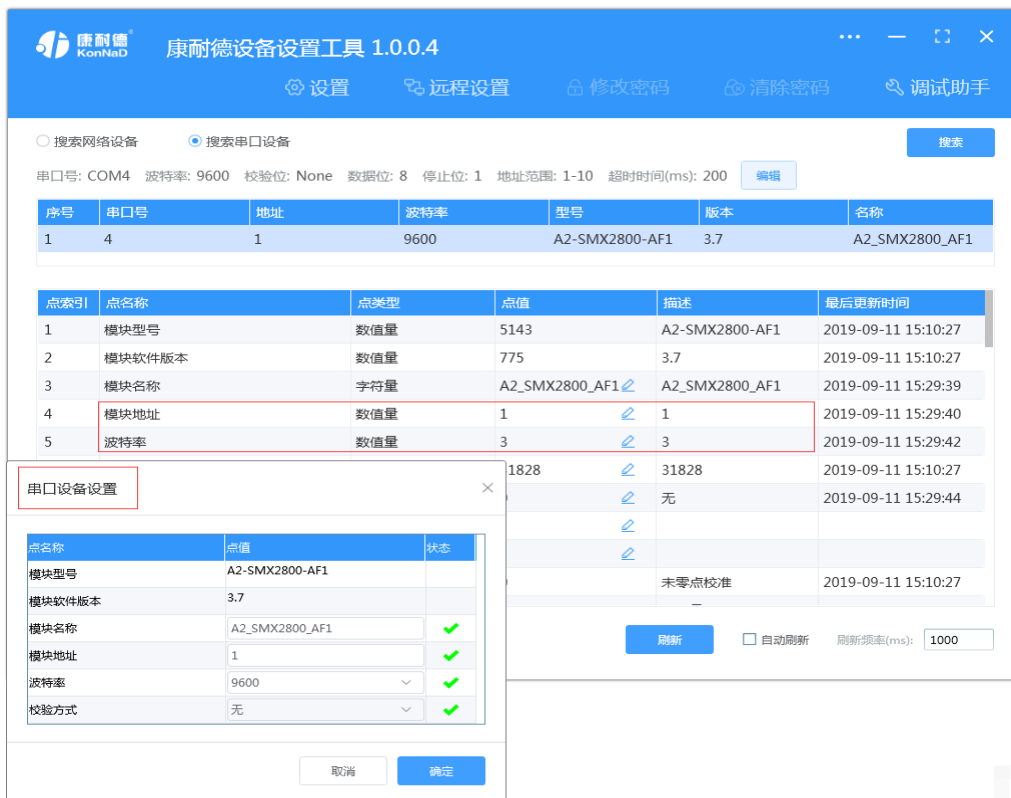 康耐德
KonNaD
康耐德设备设置工具 1.0.0.4
设置 远程设置 修改密码 清除密码 调试助手
搜索网络设备 搜索串口设备 搜索
串口号: COM4 波特率: 9600 校验位: None 数据位: 8 停止位: 1 地址范围: 1-10 超时时间(ms): 200 编辑
序号 串口号 地址 波特率 型号 版本 名称
1 4 1 9600 A2-SMX2800-AF1 3.7 A2_SMX2800_AF1
点索引 点名称 点类型 点值 描述 最后更新时间
1 模块型号 数值量 5143 A2-SMX2800-AF1 2019-09-11 15:10:27
2 模块软件版本 数值量 775 3.7 2019-09-11 15:10:27
3 模块名称 字符量 A2_SMX2800_AF1 A2_SMX2800_AF1 2019-09-11 15:29:39
4 模块地址 数值量 1 1 2019-09-11 15:29:40
5 波特率 数值量 3 3 2019-09-11 15:29:42
1828 31828 2019-09-11 15:10:27
无 2019-09-11 15:29:44
未零点校准 2019-09-11 15:10:27
刷新 自动刷新 刷新频率(ms): 1000
串口设备设置
点名称 点值 状态
模块型号 A2-SMX2800-AF1
模块软件版本 3.7
模块名称 A2_SMX2800_AF1
模块地址 1
波特率 9600
校验方式 无
取消 确定